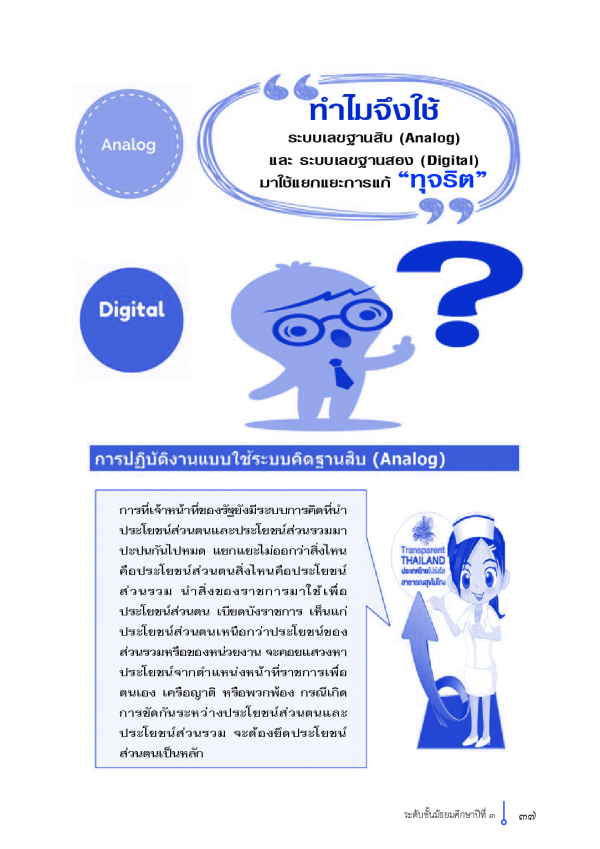 Analog
ทำไมจึงใช้
ระบบเลขฐานสิบ (Analog)
และ ระบบเลขฐานสอง (Digital)
มาใช้แยกแยะการแก้ “ทุจริต”
Digital
?
การปฏิบัติงานแบบใช้ระบบคิดฐานสิบ (Analog)
การที่เจ้าหน้าที่ของรัฐยังมีระบบการคิดที่นำ
ประโยชน์ส่วนตนและประโยชน์ส่วนรวมมา
ปะปนกันไปหมด แยกแยะไม่ออกว่าสิ่งไหน
คือประโยชน์ส่วนตนสิ่งไหนคือประโยชน์
ส่วนรวม นำสิ่งของราชการมาใช้เพื่อ
ประโยชน์ส่วนตน เบียดบังราชการ เห็นแก่
ประโยชน์ส่วนตนเหนือกว่าประโยชน์ของ
ส่วนรวมหรือของหน่วยงาน จะคอยแสวงหา
ประโยชน์จากตำแหน่งหน้าที่ราชการเพื่อ
ตนเอง เครือญาติ หรือพวกพ้อง กรณีเกิด
การขัดกันระหว่างประโยชน์ส่วนตนและ
ประโยชน์ส่วนรวม จะต้องยึดประโยชน์
ส่วนตนเป็นหลัก
Transparent
THAILAND
ประเทศไทยโปร่งใส
สาธารณสุขไม่โกง
ระดับชั้นมัธยมศึกษาปีที่ ๓
๓๗